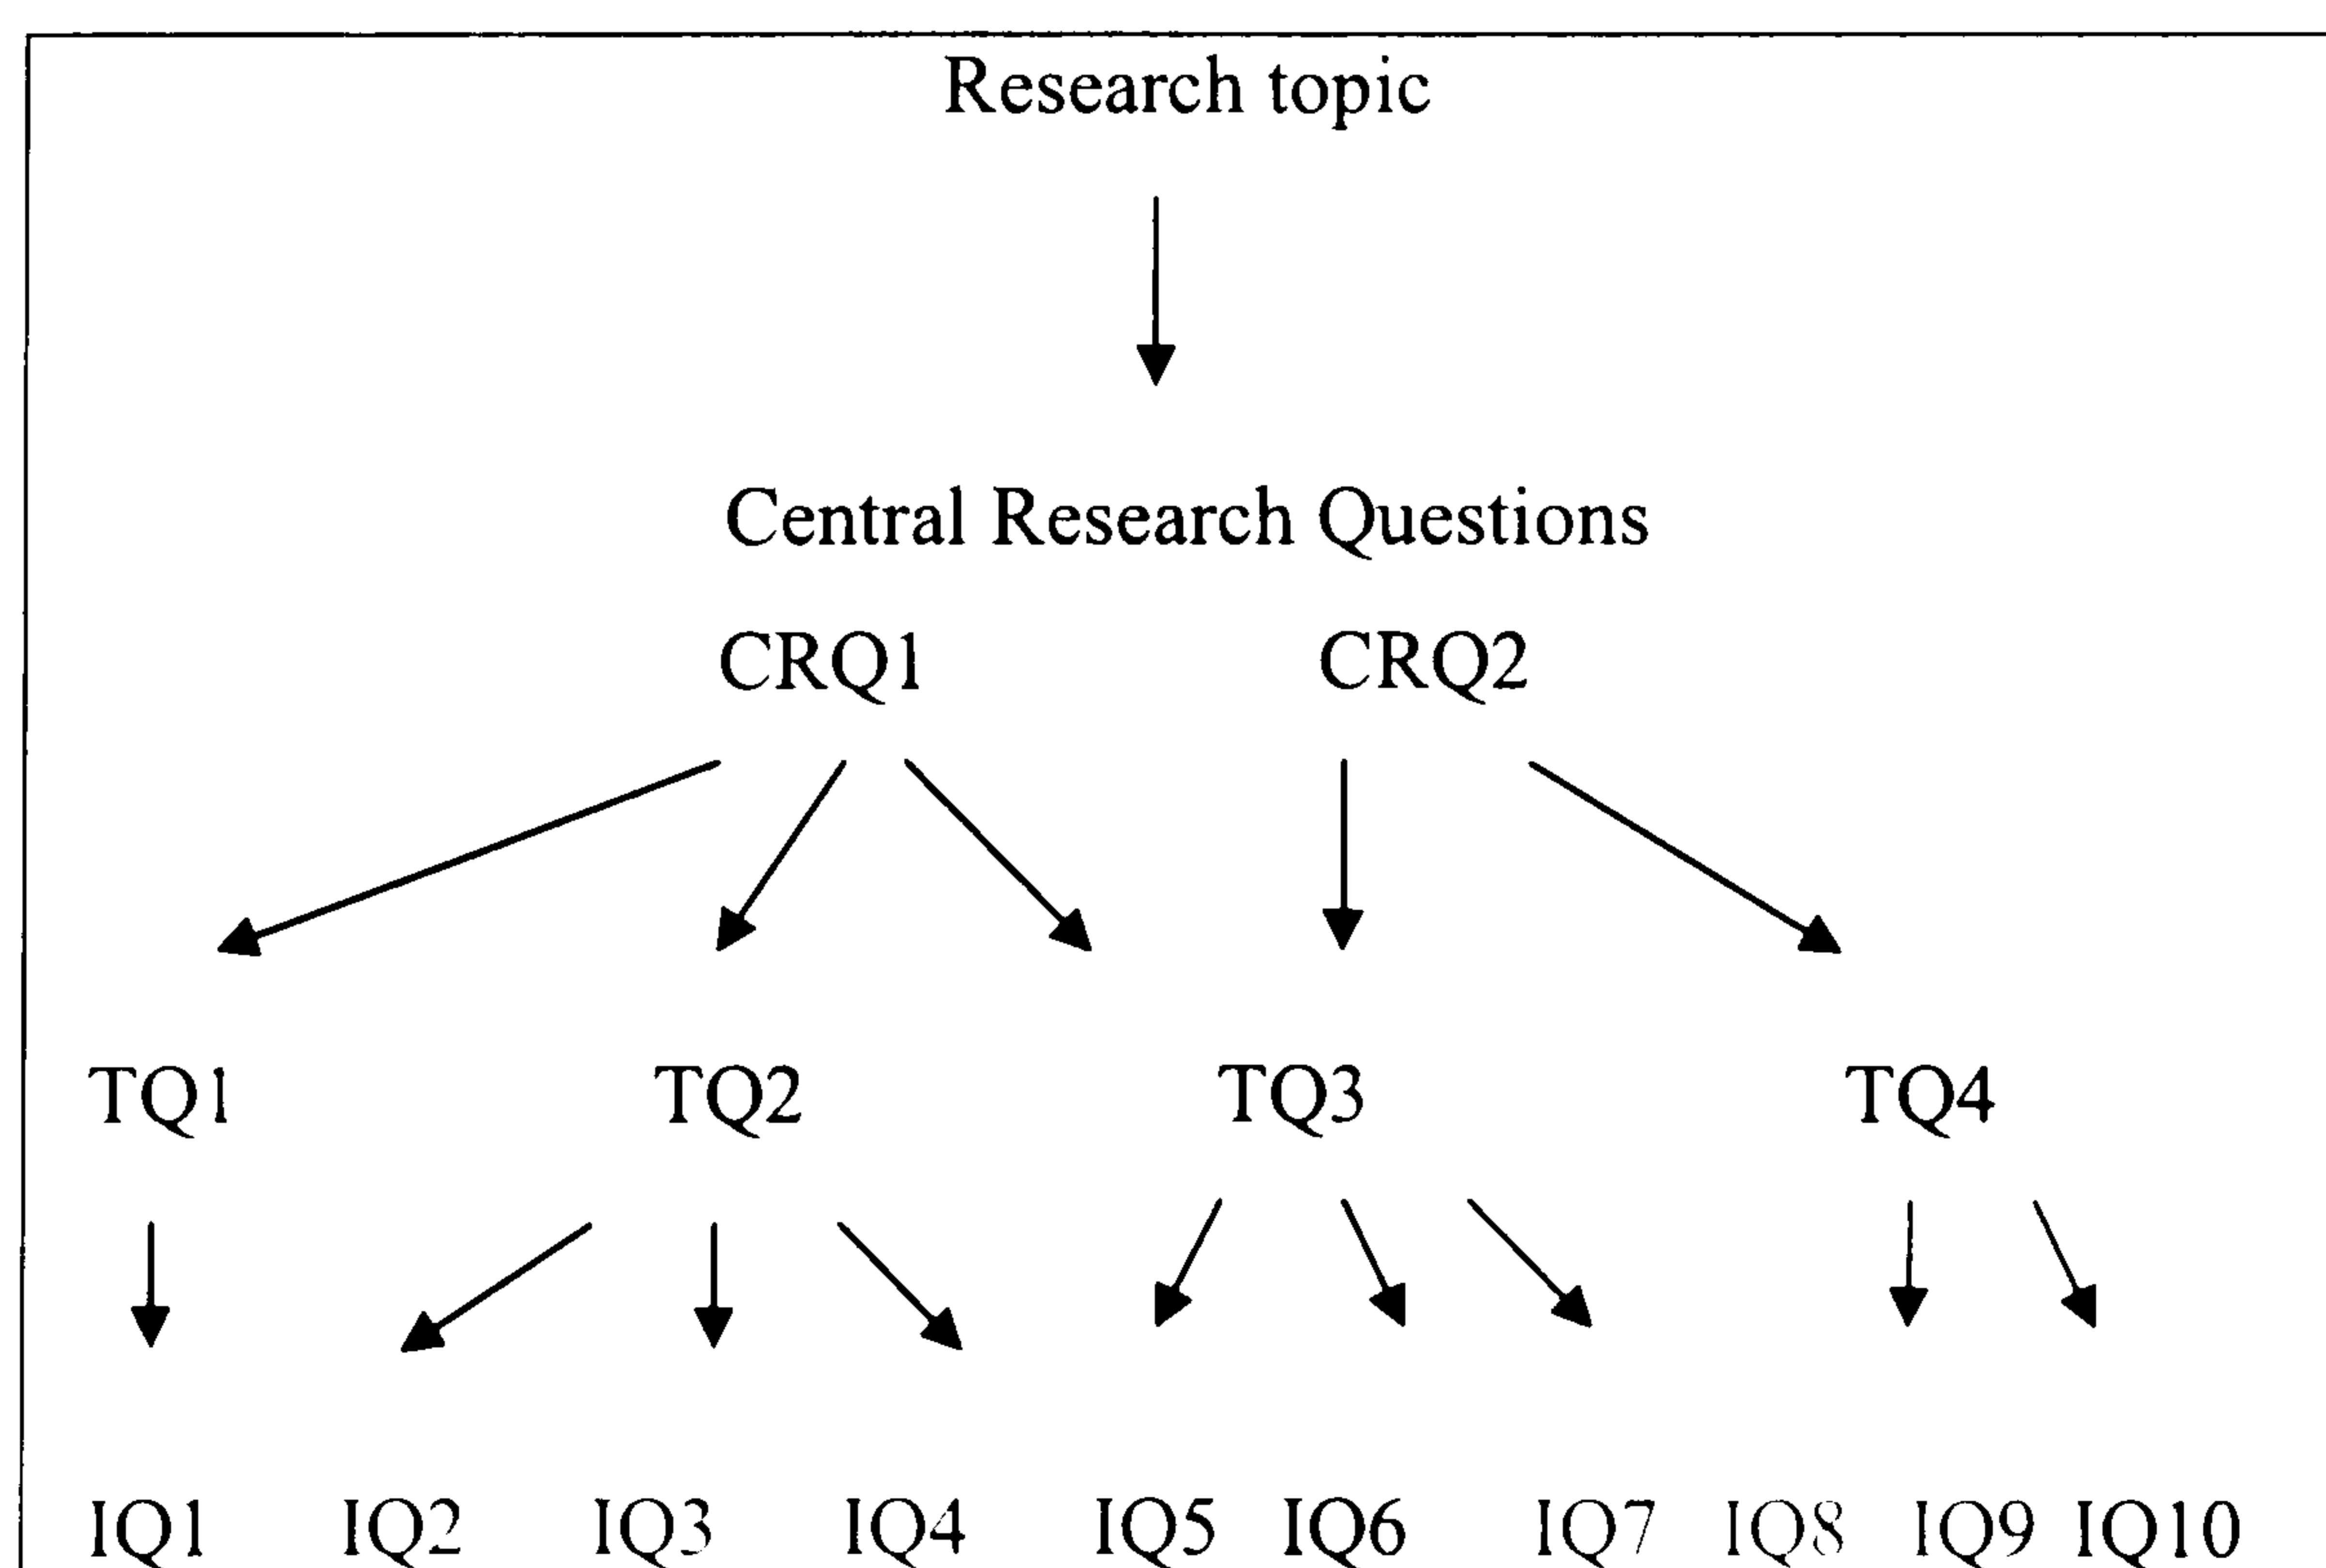 Research topic
Central Research Questions
CRQ1 CRQ2
TQ1 TQ2 TQ3 TQ4
IQ1 IQ2 IQ3 IQ4 IQ5 IQ6 IQ7 IQ8 IQ9 IQ10